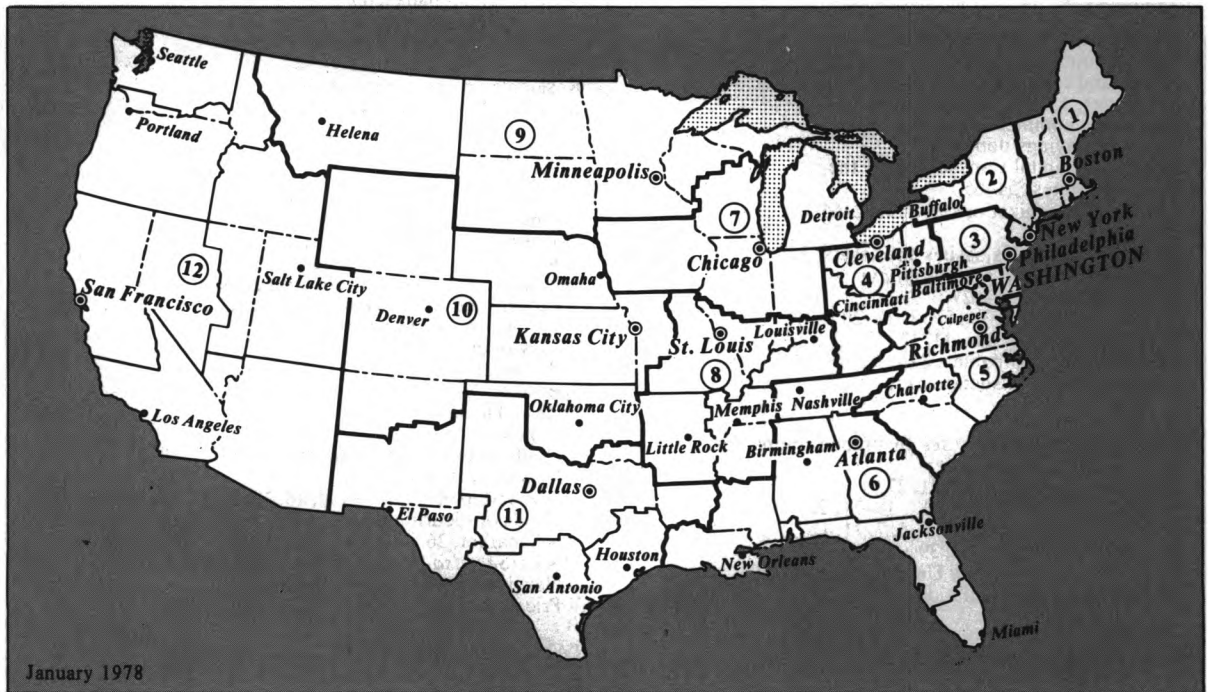 Seattle
Portland
Helena
9
Minneapolis
1
Boston
2
Buffalo
7
Detroit
3
New York
Philadelphia
Cleveland
Chicago
4
Pittsburgh
WASHINGTON
Baltimore
Cincinnati
12
San Francisco
Salt Lake City
Omaha
Denver
10
Kansas City
St. Louis
Louisville
Culpeper
Richmond
8
5
Charlotte
Los Angeles
Oklahoma City
Memphis
Nashville
Little Rock
Birmingham
Atlanta
6
Dallas
El Paso
11
Jacksonville
Houston
New Orleans
San Antonio
Miami
January 1978